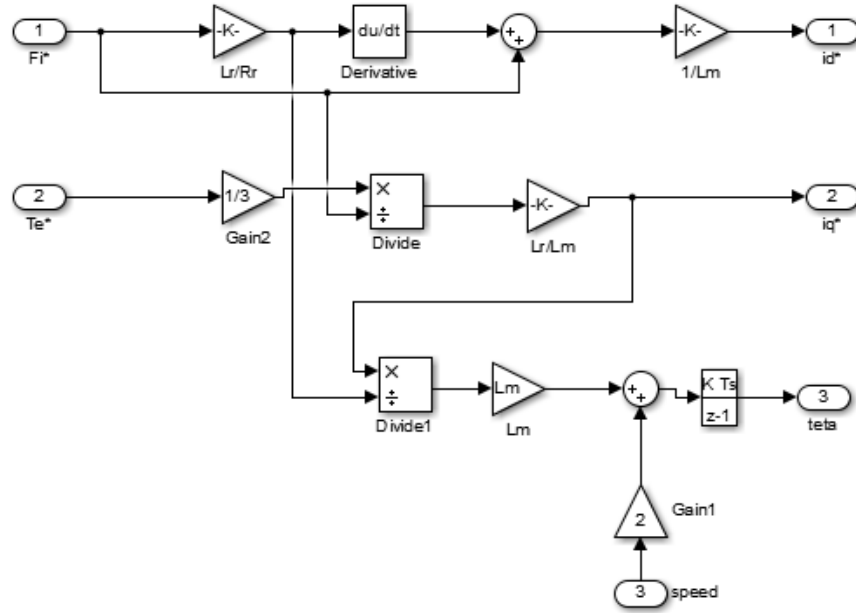 1
Fi*
-K-
Lr/Rr
du/dt
Derivative
+
+
-K-
1/Lm
1
id*
2
Te*
1/3
Gain2
×
÷
Divide
-K-
Lr/Lm
2
iq*
×
÷
Divide1
Lm
Lm
+
+
K Ts
z-1
3
teta
2
Gain1
3
speed